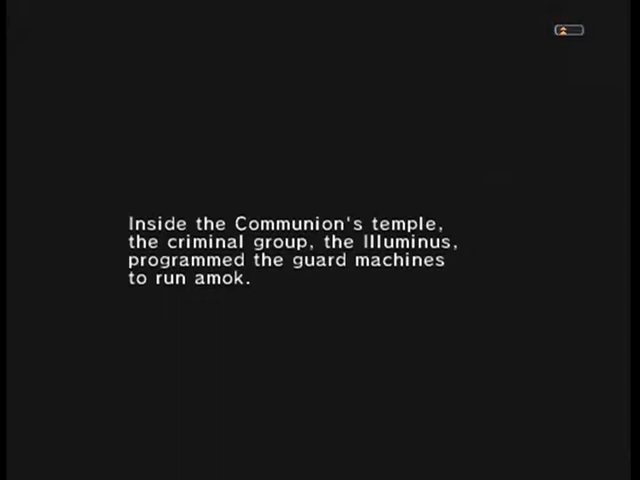 Inside the Communion's temple,
the criminal group, the Illuminus,
programmed the guard machines
to run amok.